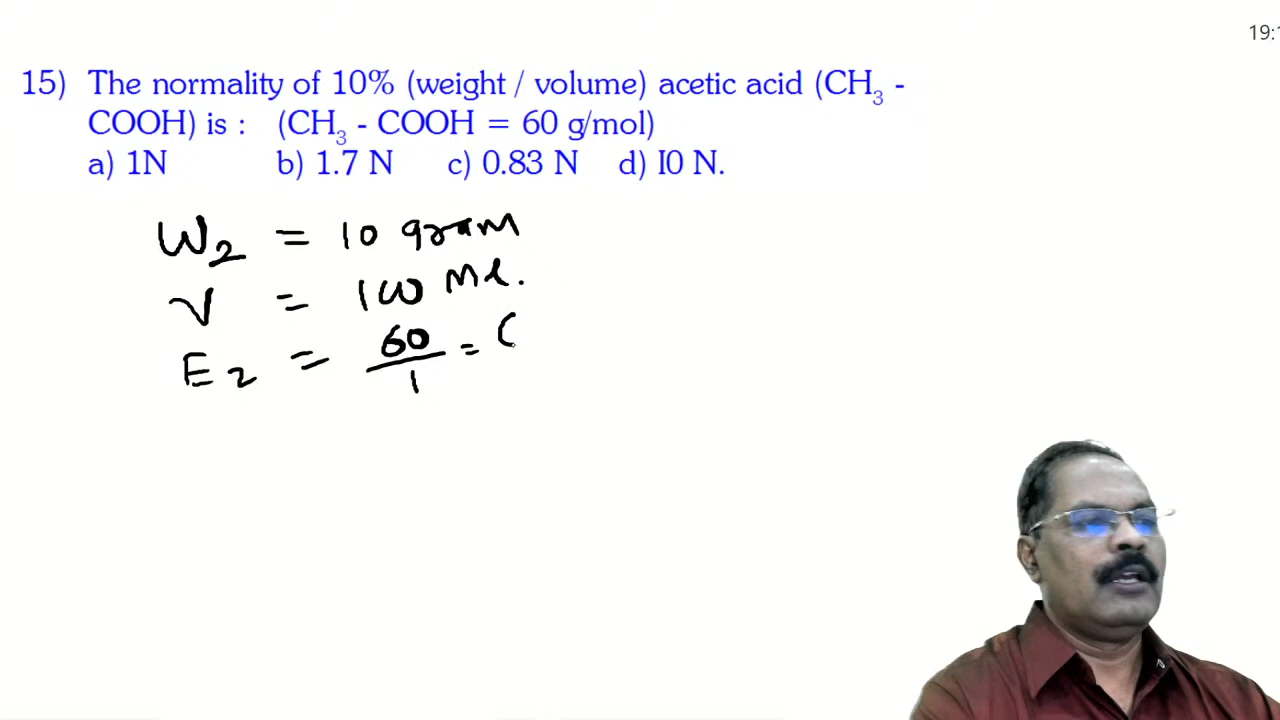 19:1
15) The normality of 10% (weight / volume) acetic acid (CH3 -
COOH) is : (CH3 - COOH = 60 g/mol)
a) 1N b) 1.7 N c) 0.83 N d) I0 N.
W2 = 10 gram
V = 100 Ml.
E2 = 60/1 = (